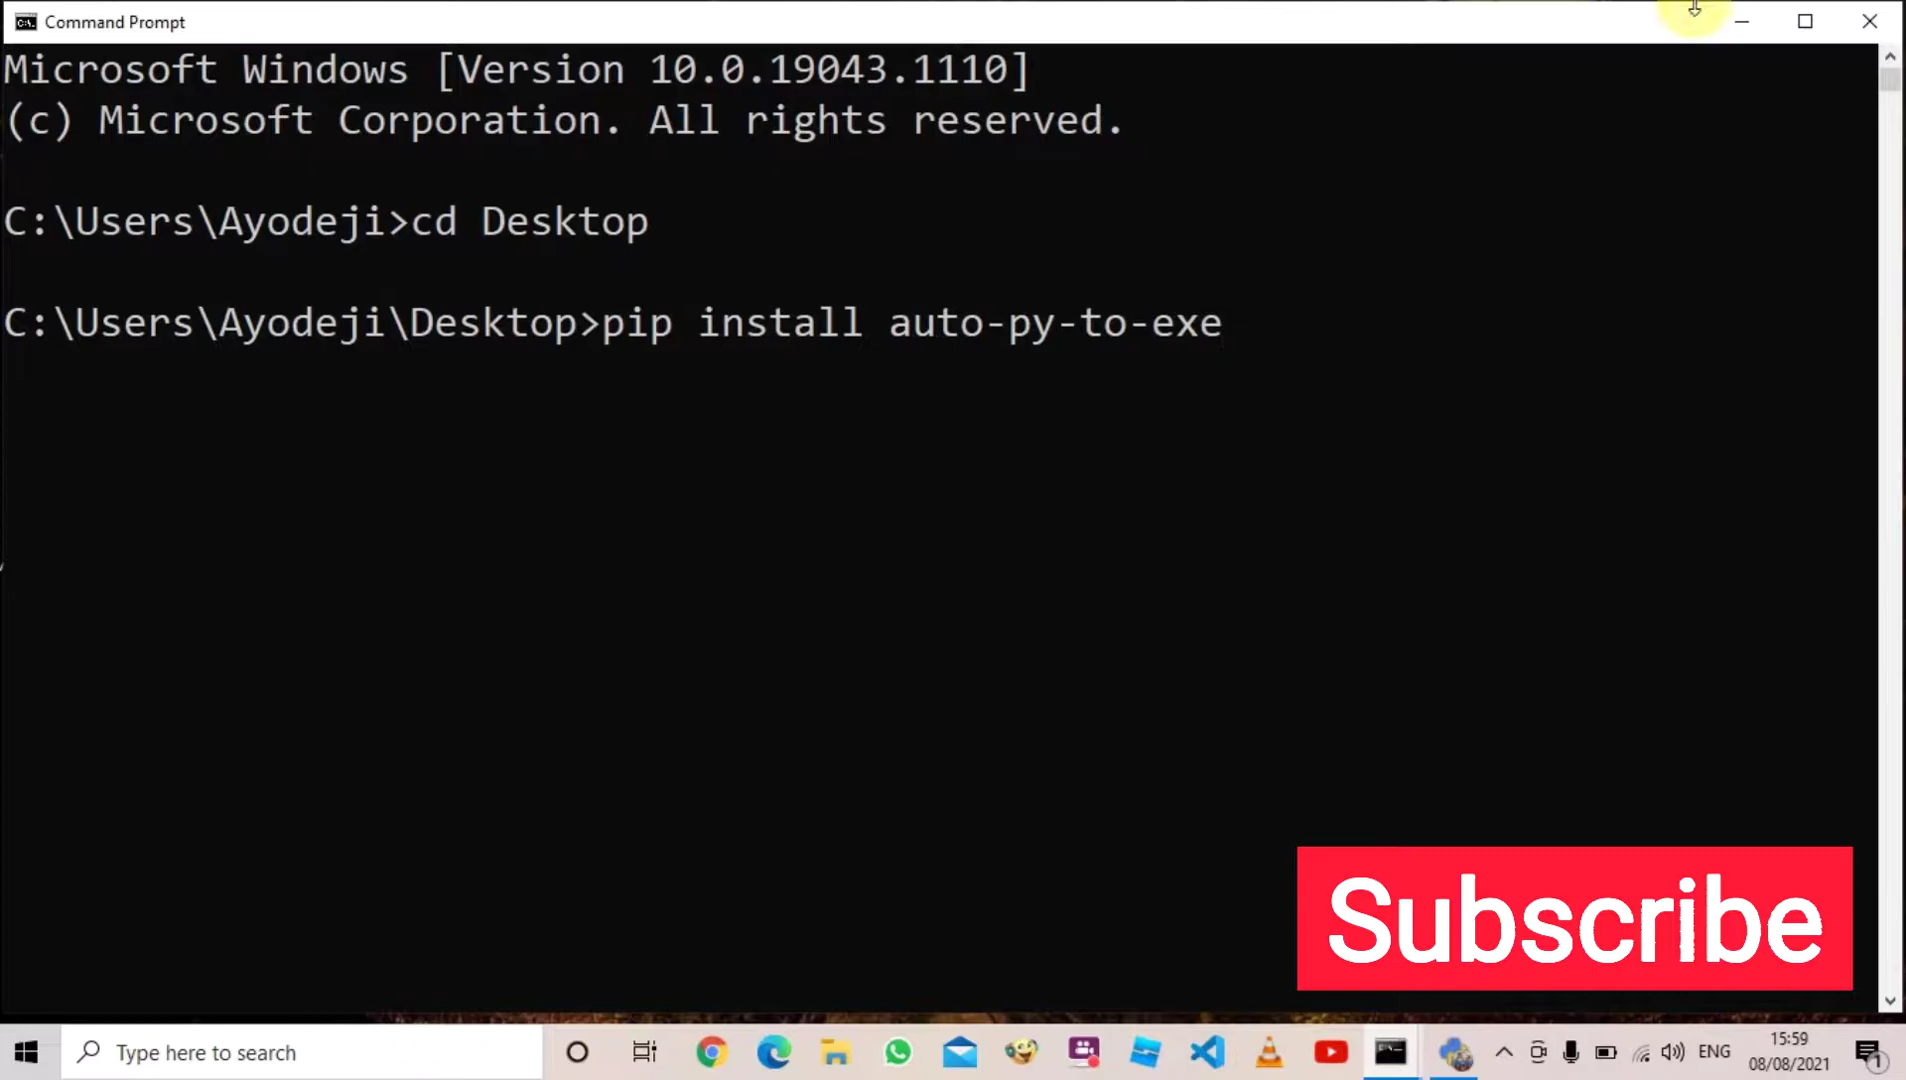 Command Prompt
Microsoft Windows [Version 10.0.19043.1110]
(c) Microsoft Corporation. All rights reserved.
C:\Users\Ayodeji>cd Desktop
C:\Users\Ayodeji\Desktop>pip install auto-py-to-exe
Subscribe
Type here to search
ENG
15:59
08/08/2021
1